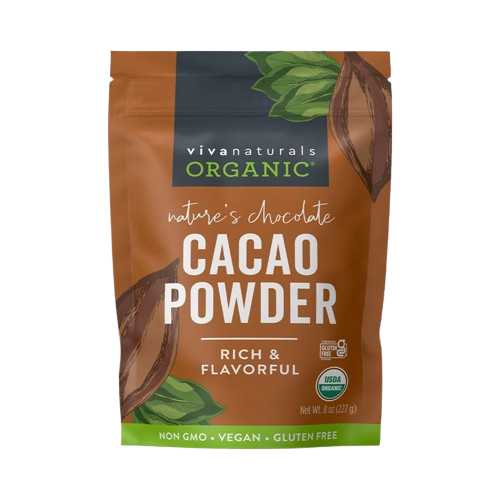 vivanaturals
ORGANIC®
nature's chocolate
CACAO
POWDER
RICH &
FLAVORFUL
GLUTEN
FREE
USDA
ORGANIC
Net Wt. 8 oz (227 g)
NON GMO • VEGAN • GLUTEN FREE